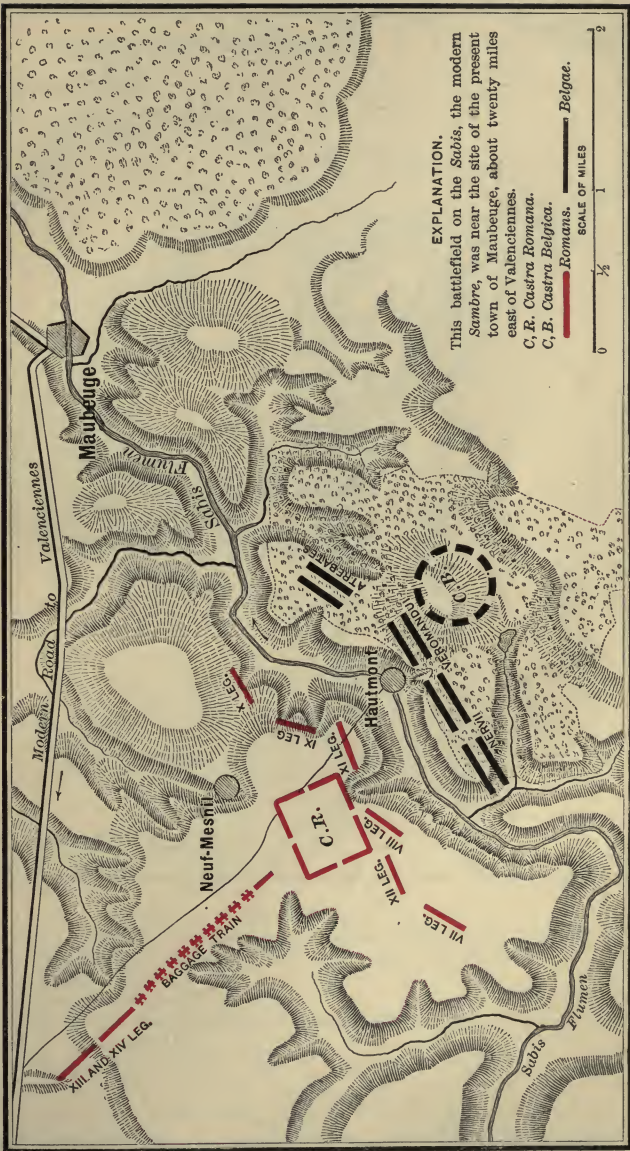 EXPLANATION.
This battlefield on the Sabis, the modern
Sambre, was near the site of the present
town of Maubeuge, about twenty miles
east of Valenciennes.
C, R. Castra Romana.
C, B. Castra Belgica.
Romans. Belgae.
SCALE OF MILES
0 ½ 1 2
Modern Road to Valenciennes
Maubeuge
Sabis Flumen
Neuf-Mesnil
Hautmont
X LEG.
IX LEG
XI LEG.
C.R.
VIII LEG.
XII LEG.
VII LEG.
BAGGAGE TRAIN
XIII. AND XIV LEG.
ATREBATES
C.B.
VEROMANDUI
NERVII
Sabis Flumen